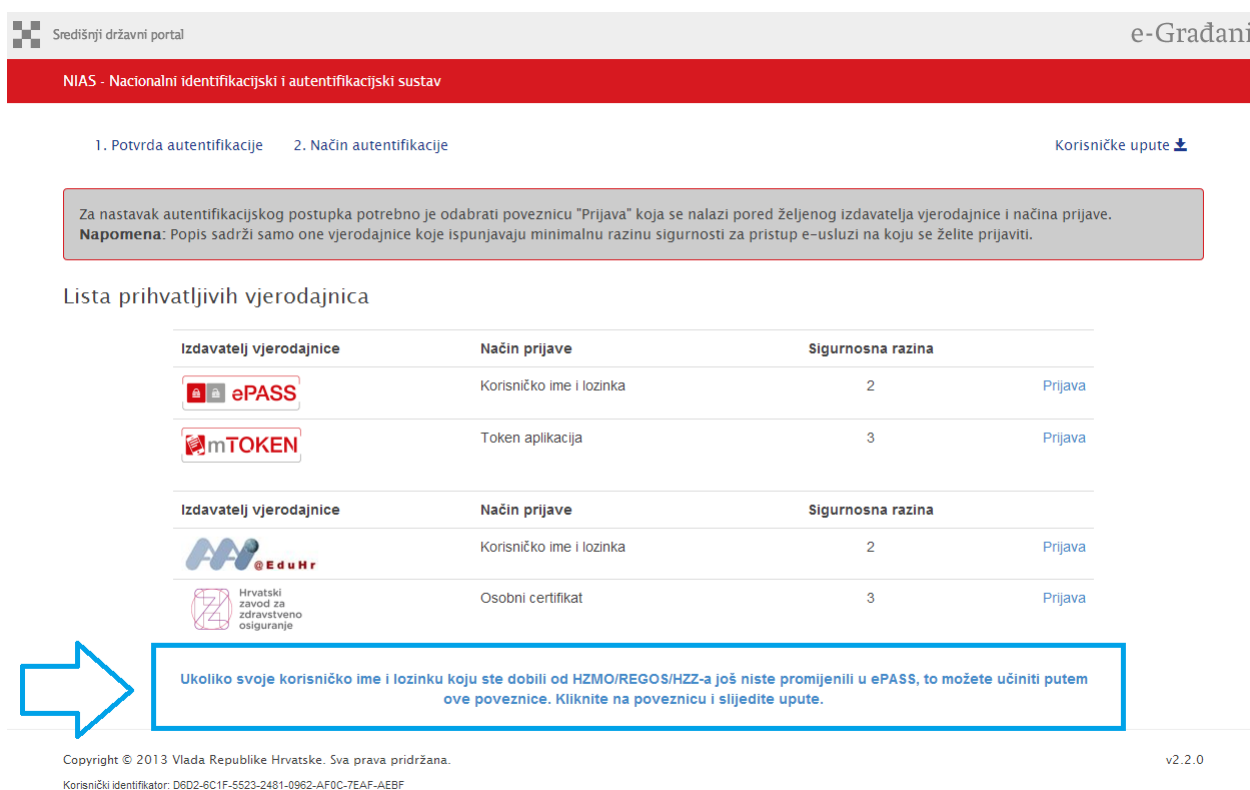 Središnji državni portal
e-Građani
NIAS - Nacionalni identifikacijski i autentifikacijski sustav
1. Potvrda autentifikacije 2. Način autentifikacije Korisničke upute
Za nastavak autentifikacijskog postupka potrebno je odabrati poveznicu "Prijava" koja se nalazi pored željenog izdavatelja vjerodajnice i načina prijave.
Napomena: Popis sadrži samo one vjerodajnice koje ispunjavaju minimalnu razinu sigurnosti za pristup e-usluzi na koju se želite prijaviti.
Lista prihvatljivih vjerodajnica
Izdavatelj vjerodajnice Način prijave Sigurnosna razina
ePASS Korisničko ime i lozinka 2 Prijava
mTOKEN Token aplikacija 3 Prijava
Izdavatelj vjerodajnice Način prijave Sigurnosna razina
AAI@EduHr Korisničko ime i lozinka 2 Prijava
Hrvatski
zavod za
zdravstveno
osiguranje
Osobni certifikat 3 Prijava
Ukoliko svoje korisničko ime i lozinku koju ste dobili od HZMO/REGOS/HZZ-a još niste promijenili u ePASS, to možete učiniti putem
ove poveznice. Kliknite na poveznicu i slijedite upute.
Copyright © 2013 Vlada Republike Hrvatske. Sva prava pridržana. v2.2.0
Korisnički identifikator: D6D2-6C1F-5523-2481-0962-AF0C-7EAF-AEBF